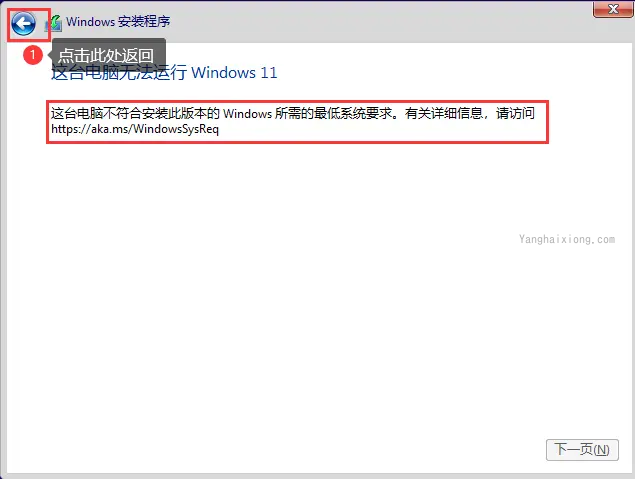 Windows 安装程序
1 点击此处返回
这台电脑无法运行 Windows 11
这台电脑不符合安装此版本的 Windows 所需的最低系统要求。有关详细信息，请访问
https://aka.ms/WindowsSysReq
Yanghaixiong.com
下一页(N)